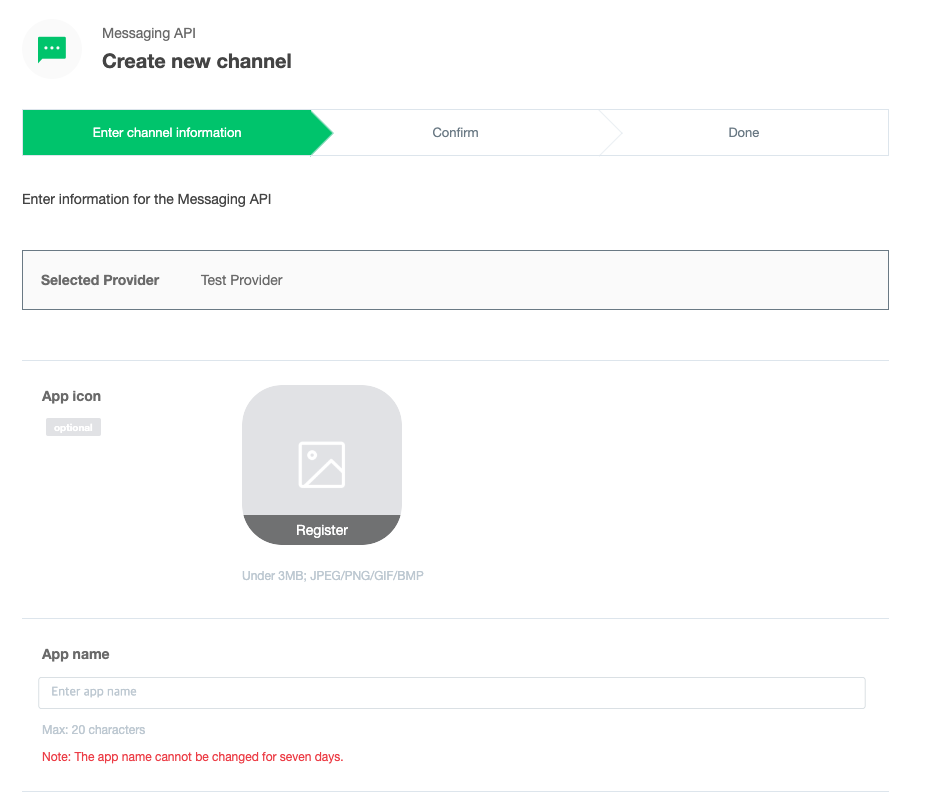 Messaging API
Create new channel
Enter channel information
Confirm
Done
Enter information for the Messaging API
Selected Provider
Test Provider
App icon
optional
Register
Under 3MB; JPEG/PNG/GIF/BMP
App name
Enter app name
Max: 20 characters
Note: The app name cannot be changed for seven days.